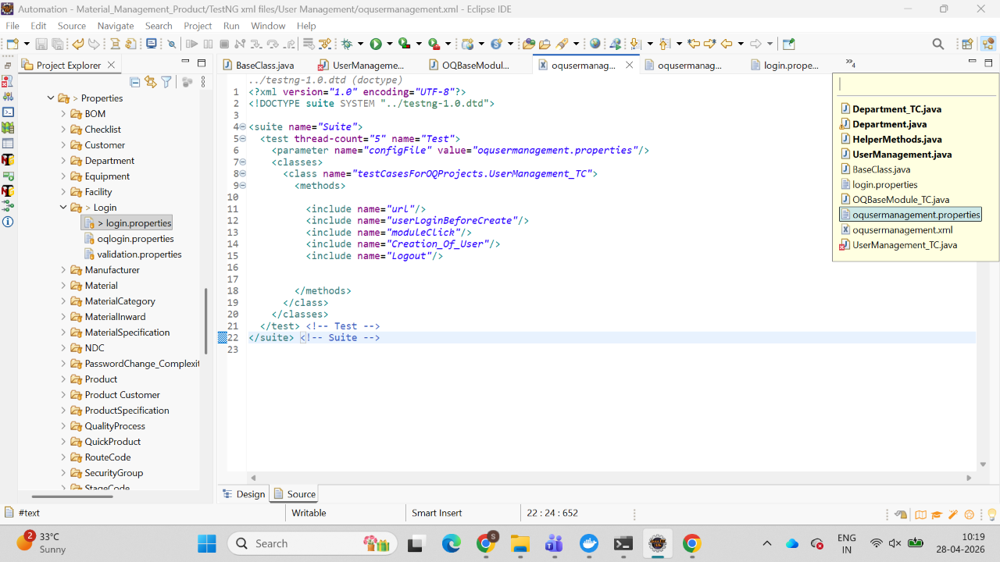 Automation - Material_Management_Product/TestNG xml files/User Management/oqusermanagement.xml - Eclipse IDE
File Edit Source Navigate Search Project Run Window Help
Project Explorer
BaseClass.java
UserManageme...
OQBaseModul...
oqusermanag...
oqusermanag...
login.prope...
»4
> Properties
BOM
Checklist
Customer
Department
Equipment
Facility
> Login
> login.properties
oqlogin.properties
validation.properties
Manufacturer
Material
MaterialCategory
MaterialInward
MaterialSpecification
NDC
PasswordChange_Complexit
Product
Product Customer
ProductSpecification
QualityProcess
QuickProduct
RouteCode
SecurityGroup
StageCode
../testng-1.0.dtd (doctype)
1 <?xml version="1.0" encoding="UTF-8"?>
2 <!DOCTYPE suite SYSTEM "../testng-1.0.dtd">
3
4 <suite name="Suite">
5 <test thread-count="5" name="Test">
6 <parameter name="configFile" value="oqusermanagement.properties"/>
7 <classes>
8 <class name="testCasesForOQProjects.UserManagement_TC">
9 <methods>
10
11 <include name="url"/>
12 <include name="userLoginBeforeCreate"/>
13 <include name="moduleClick"/>
14 <include name="Creation_Of_User"/>
15 <include name="Logout"/>
16
17
18 </methods>
19 </class>
20 </classes>
21 </test> <!-- Test -->
22 </suite> <!-- Suite -->
23
Department_TC.java
Department.java
HelperMethods.java
UserManagement.java
BaseClass.java
login.properties
OQBaseModule_TC.java
oqusermanagement.properties
oqusermanagement.xml
UserManagement_TC.java
Design Source
#text
Writable
Smart Insert
22 : 24 : 652
2
33°C
Sunny
Search
S
ENG
IN
10:19
28-04-2026